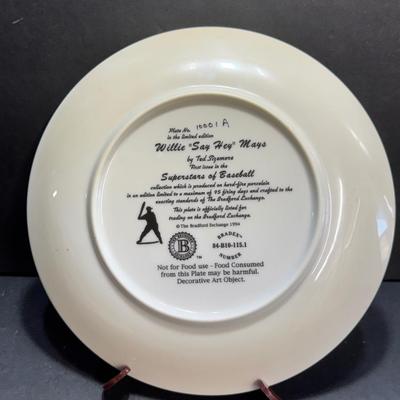 Plate No. 10001 A
in the limited edition
Willie "Say Hey" Mays
by Ted Sizemore
First issue in the
Superstars of Baseball
collection which is produced on hard-fire porcelain
in an edition limited to a maximum of 95 firing days and crafted to the
exacting standards of The Bradford Exchange.
This plate is officially listed for
trading on the Bradford Exchange.
© The Bradford Exchange 1994
B
™
BRADEX®
84-B10-115.1
NUMBER
Not for Food use - Food Consumed
from this Plate may be harmful.
Decorative Art Object.